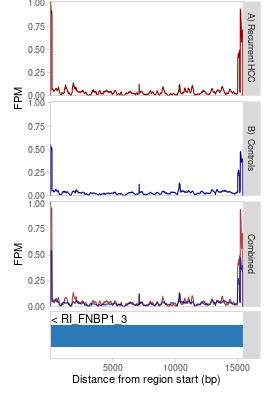 1.00
0.75
0.50
0.25
0.00
FPM
A) Recurrent HCC
1.00
0.75
0.50
0.25
0.00
FPM
B) Controls
1.00
0.75
0.50
0.25
0.00
FPM
Combined
< RI_FNBP1_3
5000 10000 15000
Distance from region start (bp)